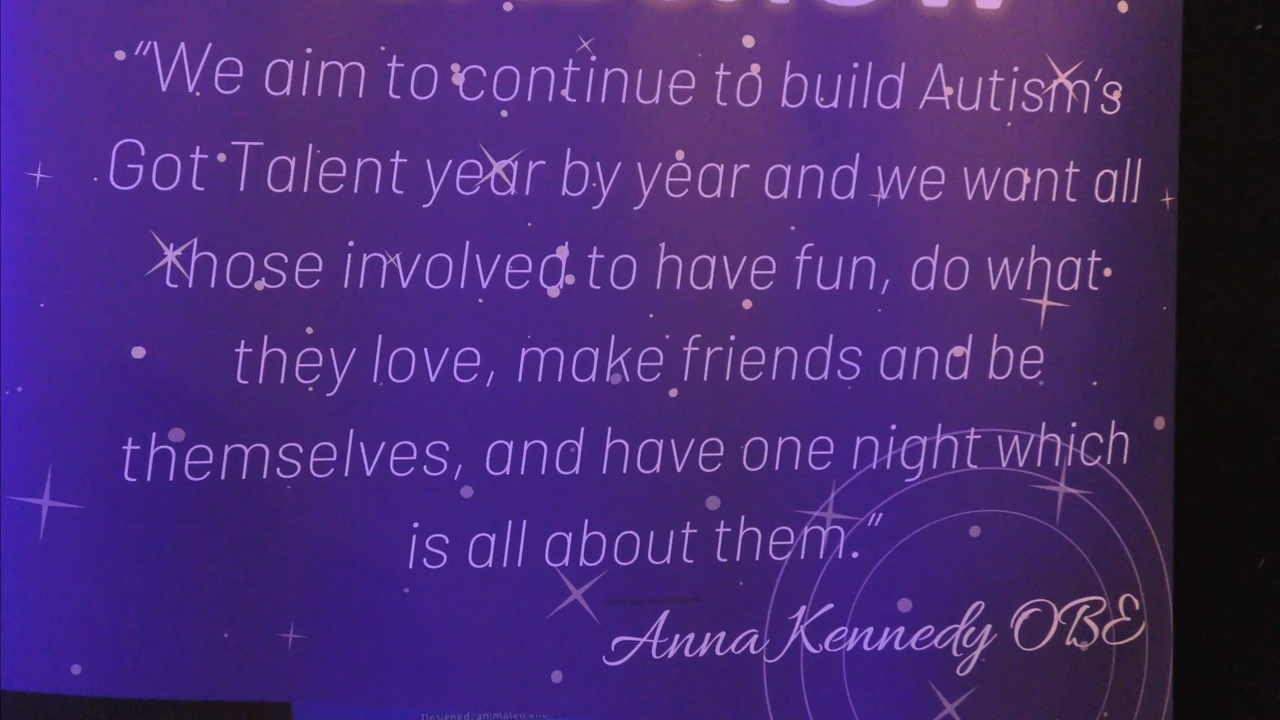 “We aim to continue to build Autism’s
Got Talent year by year and we want all
those involved to have fun, do what
they love, make friends and be
themselves, and have one night which
is all about them.”
Anna Kennedy OBE
Designed, animated